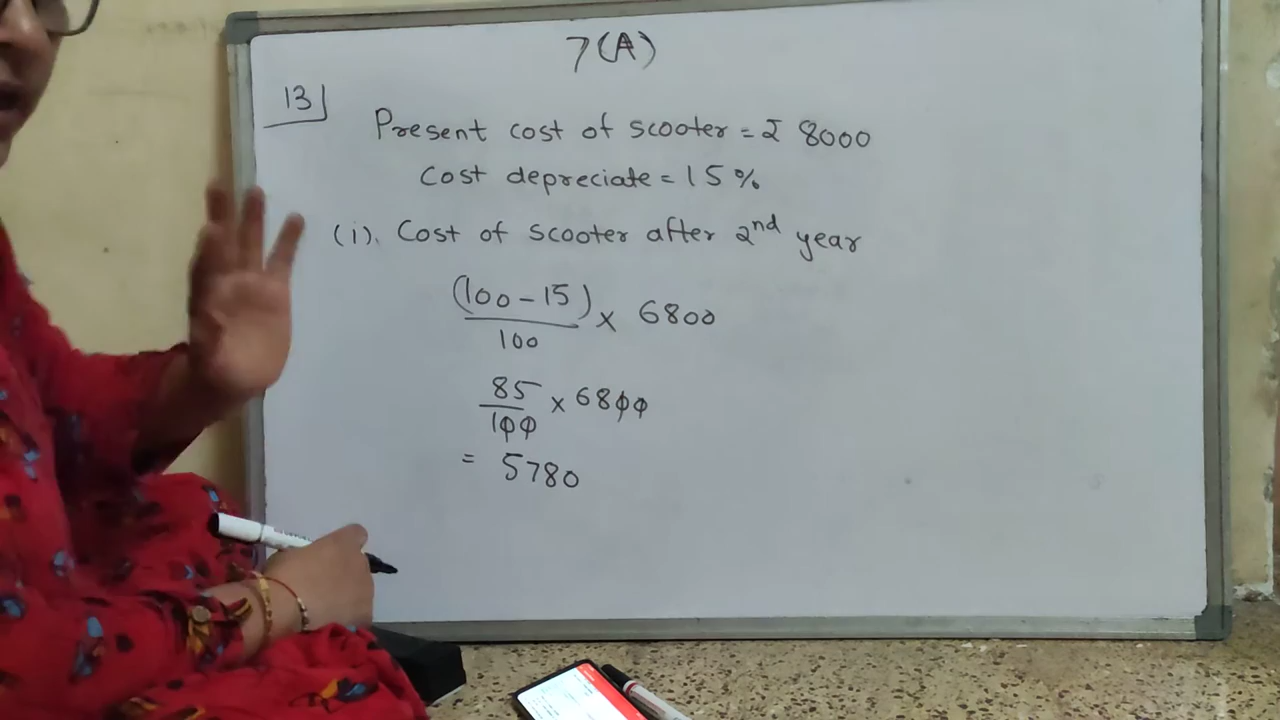 7(A)
13
Present cost of scooter = ₹ 8000
Cost depreciate = 15%
(i). Cost of scooter after 2nd year
(100 - 15)
100
× 6800
85
100
× 6800
= 5780